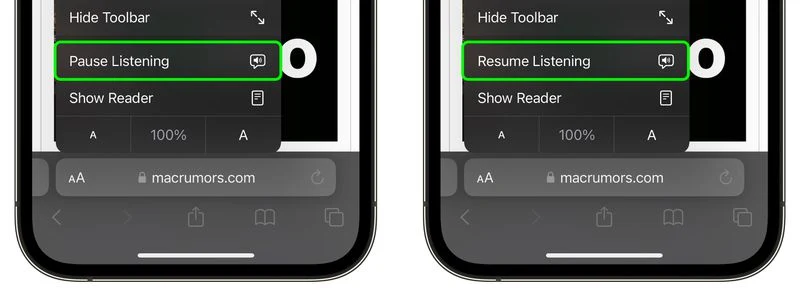 Hide Toolbar
Pause Listening
Show Reader
A 100% A
AA macrumors.com
Hide Toolbar
Resume Listening
Show Reader
A 100% A
AA macrumors.com